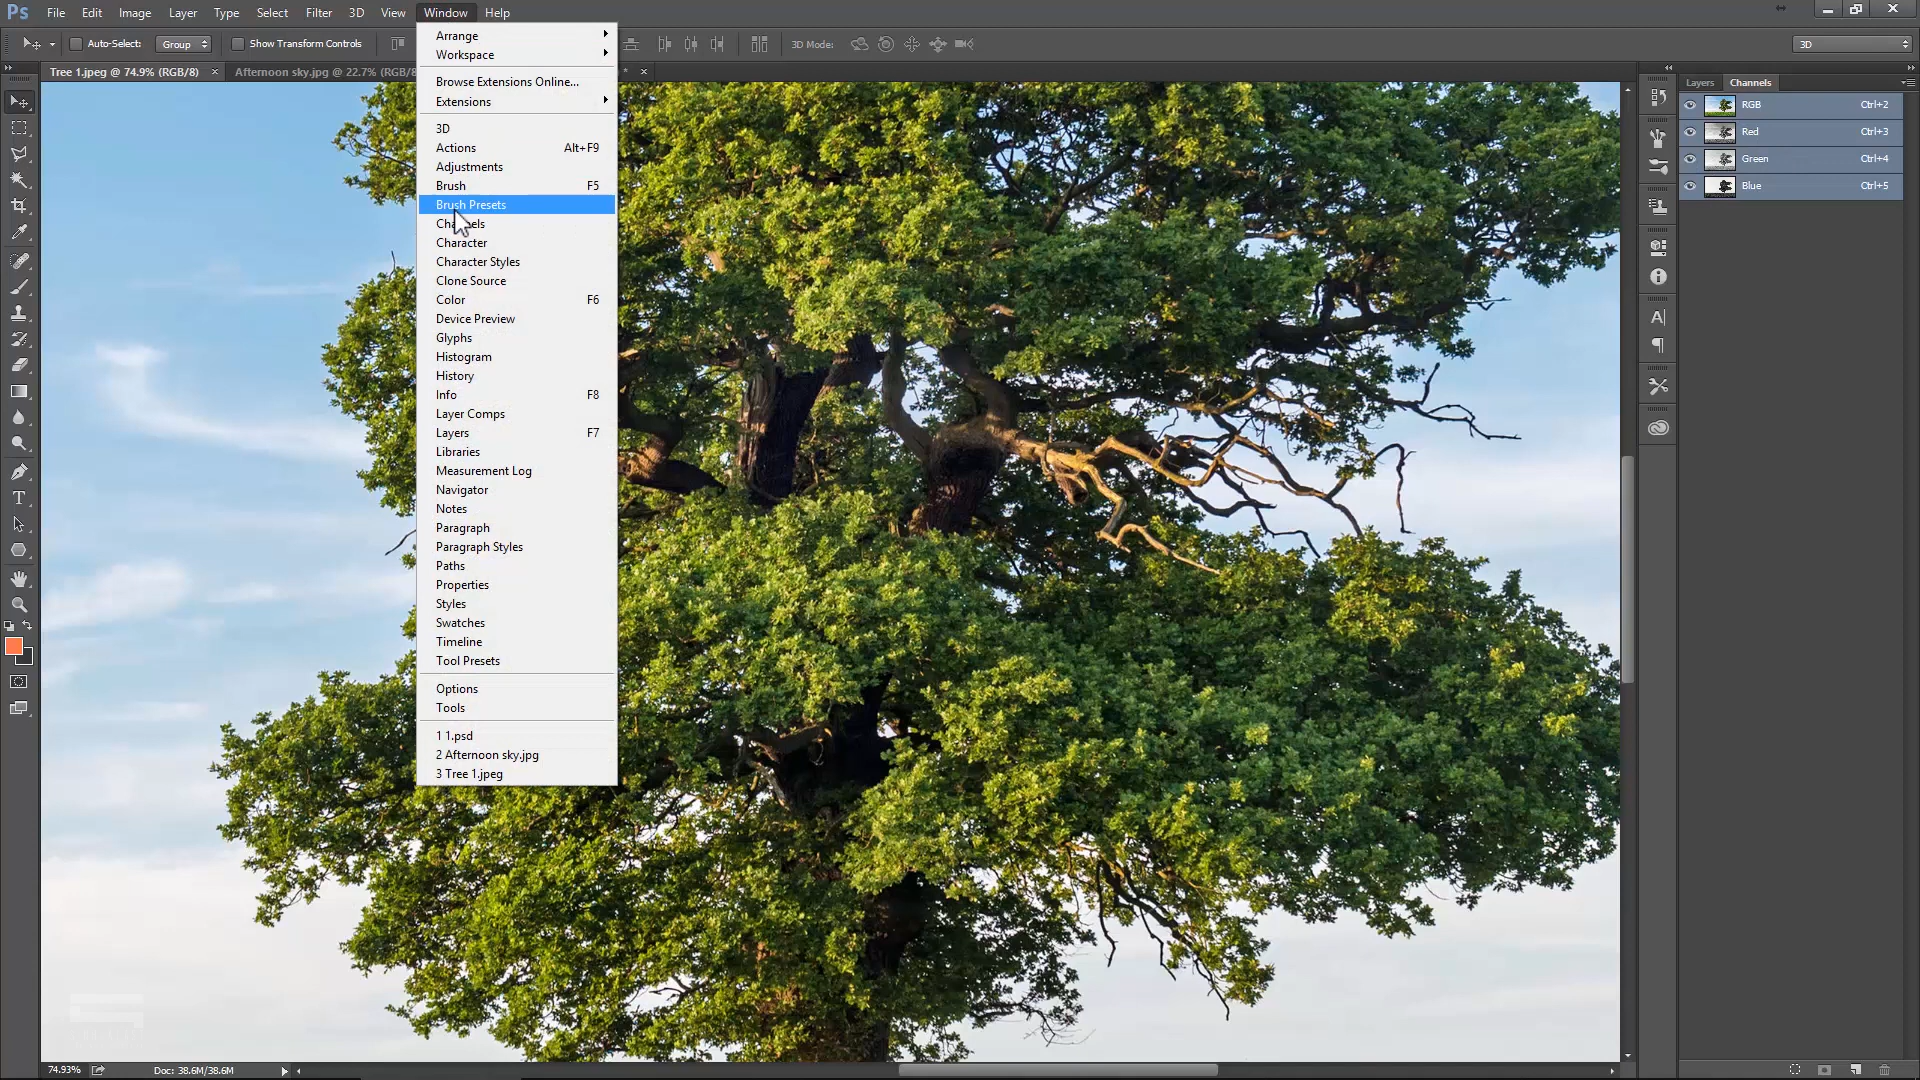 Ps File Edit Image Layer Type Select Filter 3D View Window Help
Auto-Select: Group Show Transform Controls 3D Mode: 3D
Tree 1.jpeg @ 74.9% (RGB/8) × Afternoon sky.jpg @ 22.7% (RGB/8 * ×
Arrange
Workspace
Browse Extensions Online...
Extensions
3D
Actions Alt+F9
Adjustments
Brush F5
Brush Presets
Channels
Character
Character Styles
Clone Source
Color F6
Device Preview
Glyphs
Histogram
History
Info F8
Layer Comps
Layers F7
Libraries
Measurement Log
Navigator
Notes
Paragraph
Paragraph Styles
Paths
Properties
Styles
Swatches
Timeline
Tool Presets
Options
Tools
1 1.psd
2 Afternoon sky.jpg
3 Tree 1.jpeg
Layers Channels
RGB Ctrl+2
Red Ctrl+3
Green Ctrl+4
Blue Ctrl+5
74.93% Doc: 38.6M/38.6M